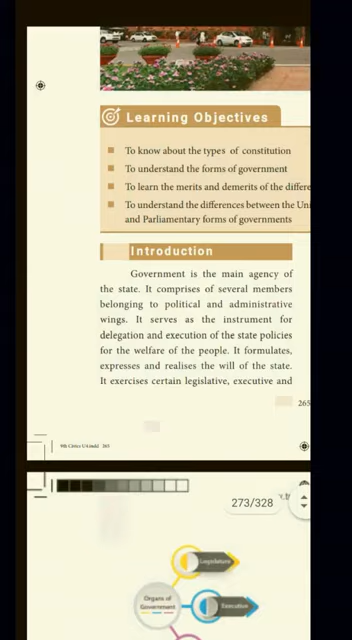 Learning Objectives
To know about the types of constitution
To understand the forms of government
To learn the merits and demerits of the differe
To understand the differences between the Uni
and Parliamentary forms of governments
Introduction
Government is the main agency of
the state. It comprises of several members
belonging to political and administrative
wings. It serves as the instrument for
delegation and execution of the state policies
for the welfare of the people. It formulates,
expresses and realises the will of the state.
It exercises certain legislative, executive and
265
273/328
Legislature
Organs of
Government
Executive